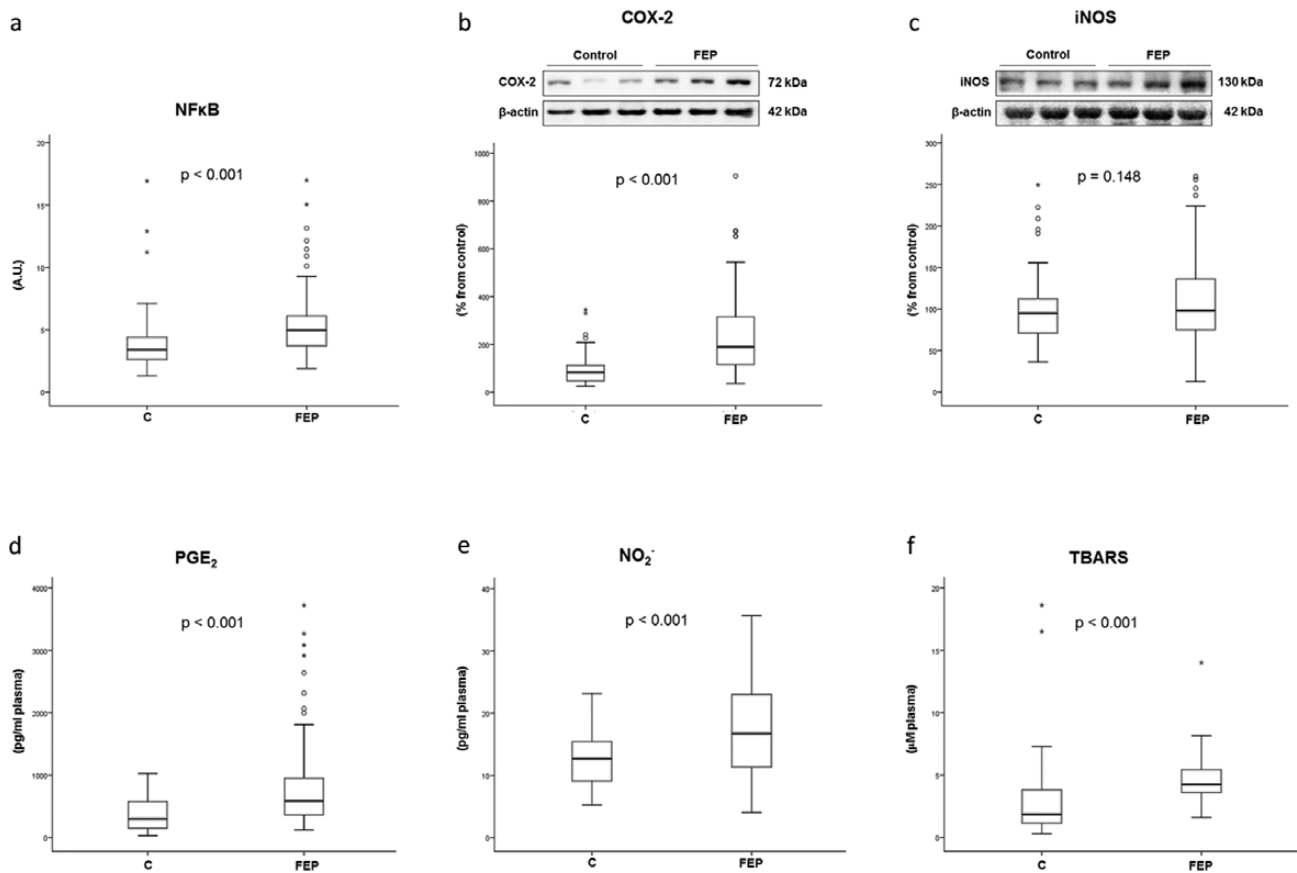 a
NFκB
(A.U.)
20
15
10
5
0
p < 0.001
C FEP
b
COX-2
Control FEP
COX-2 72 kDa
β-actin 42 kDa
(% from control)
1000
800
600
400
200
0
p < 0.001
C FEP
c
iNOS
Control FEP
iNOS 130 kDa
β-actin 42 kDa
(% from control)
300
250
200
150
100
50
0
p = 0.148
C FEP
d
PGE₂
(pg/ml plasma)
4000
3000
2000
1000
0
p < 0.001
C FEP
e
NO₂⁻
(pg/ml plasma)
40
30
20
10
0
p < 0.001
C FEP
f
TBARS
(µM plasma)
20
15
10
5
0
p < 0.001
C FEP